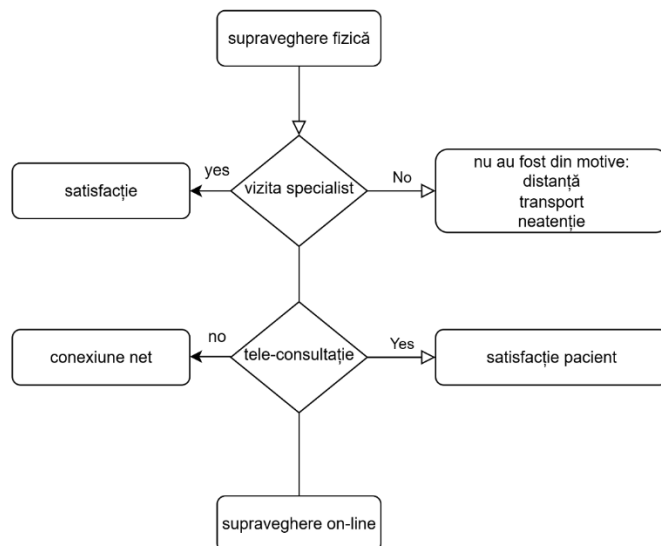 supraveghere fizică
yes
No
satisfacție
vizita specialist
nu au fost din motive:
distanță
transport
neatenție
no
Yes
conexiune net
tele-consultație
satisfacție pacient
supraveghere on-line